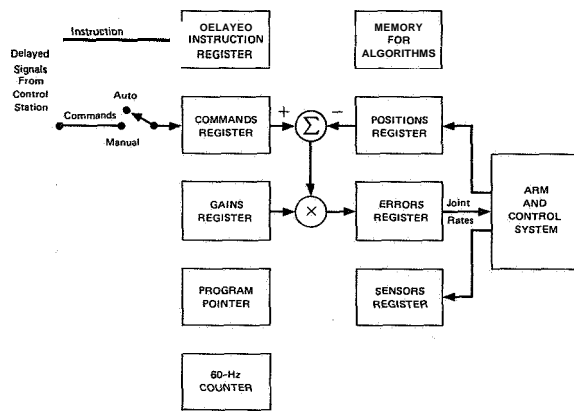 Instruction
OELAYEO
INSTRUCTION
REGISTER
MEMORY
FOR
ALGORITHMS
Delayed
Signals
From
Control
Station
Auto
Commands
Manual
COMMANDS
REGISTER
+
Σ
−
POSITIONS
REGISTER
GAINS
REGISTER
×
ERRORS
REGISTER
Joint
Rates
ARM
AND
CONTROL
SYSTEM
PROGRAM
POINTER
SENSORS
REGISTER
60-Hz
COUNTER